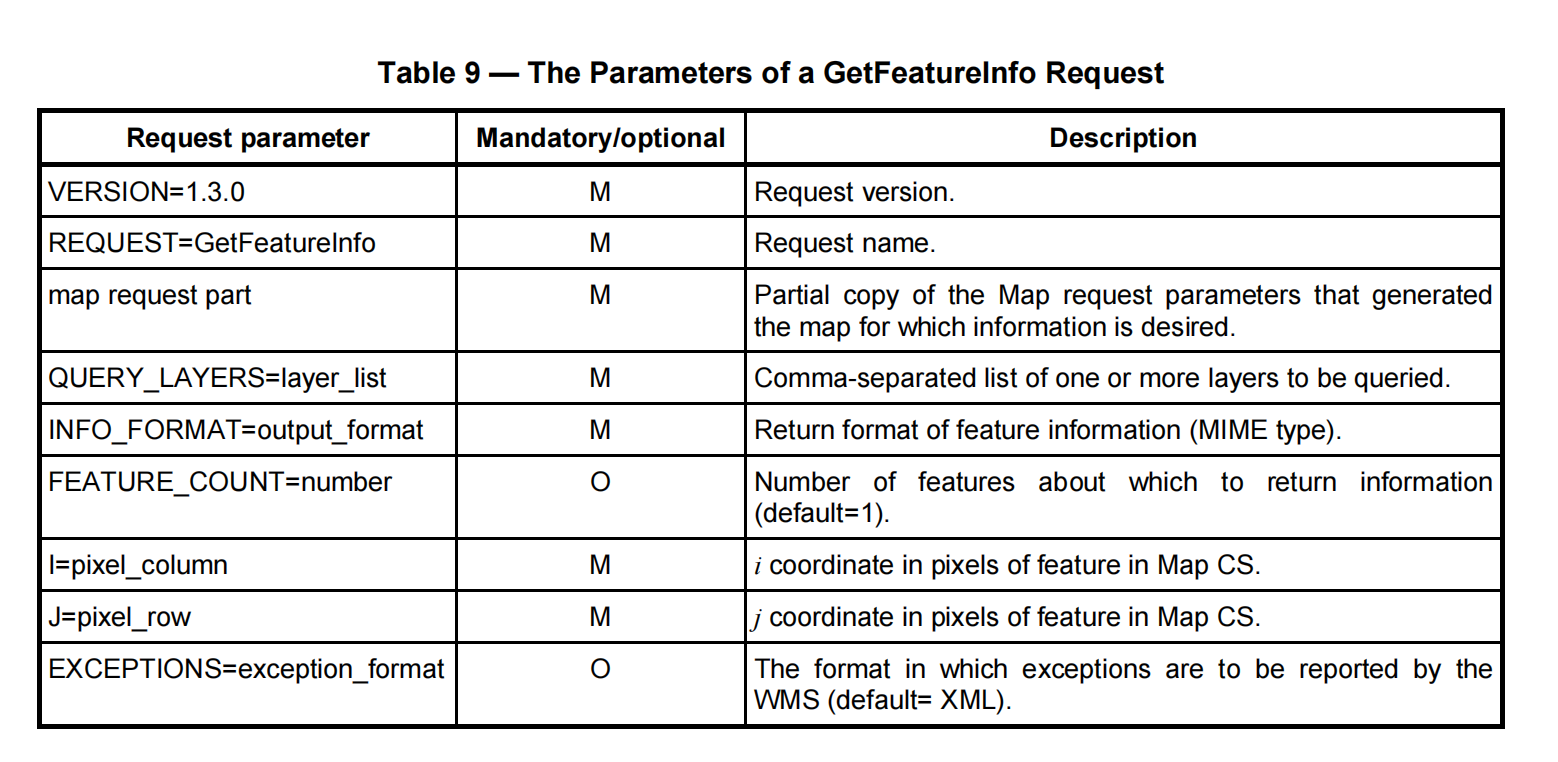 Table 9 — The Parameters of a GetFeatureInfo Request
Request parameter Mandatory/optional Description
VERSION=1.3.0 M Request version.
REQUEST=GetFeatureInfo M Request name.
map request part M Partial copy of the Map request parameters that generated
the map for which information is desired.
QUERY_LAYERS=layer_list M Comma-separated list of one or more layers to be queried.
INFO_FORMAT=output_format M Return format of feature information (MIME type).
FEATURE_COUNT=number O Number of features about which to return information
(default=1).
I=pixel_column M i coordinate in pixels of feature in Map CS.
J=pixel_row M j coordinate in pixels of feature in Map CS.
EXCEPTIONS=exception_format O The format in which exceptions are to be reported by the
WMS (default= XML).